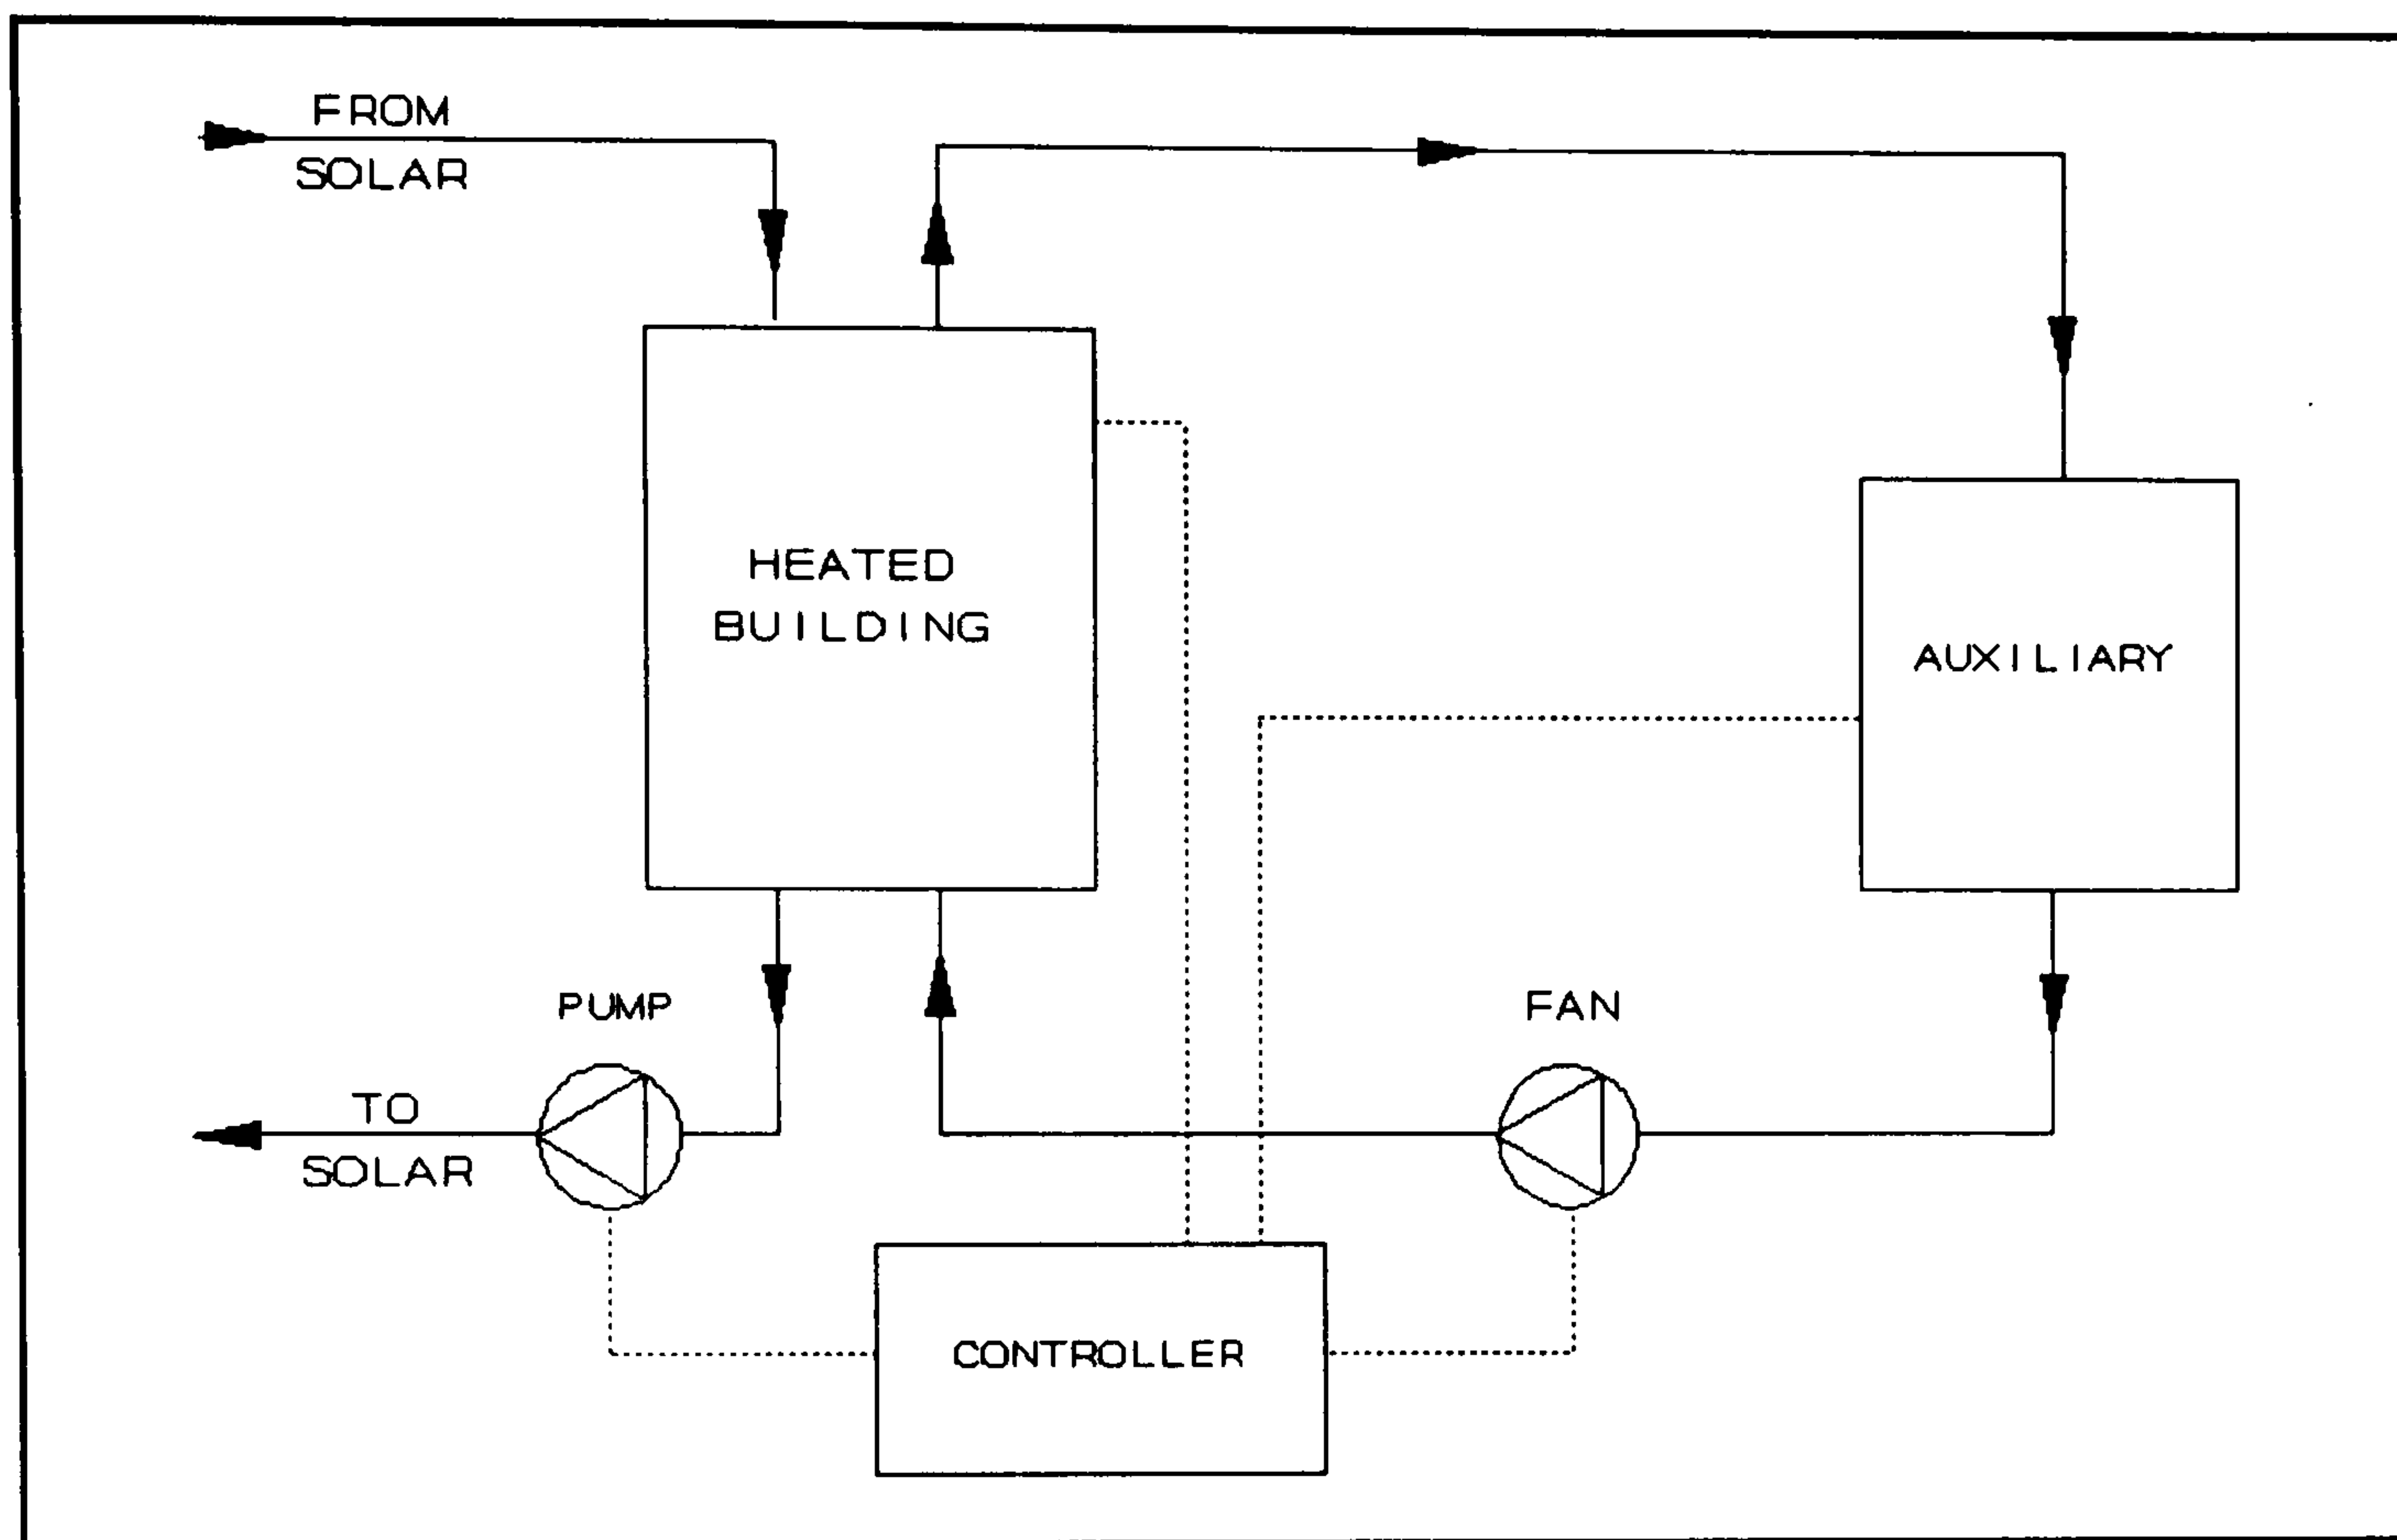 FROM
SOLAR
HEATED
BUILDING
AUXILIARY
PUMP
FAN
TO
SOLAR
CONTROLLER